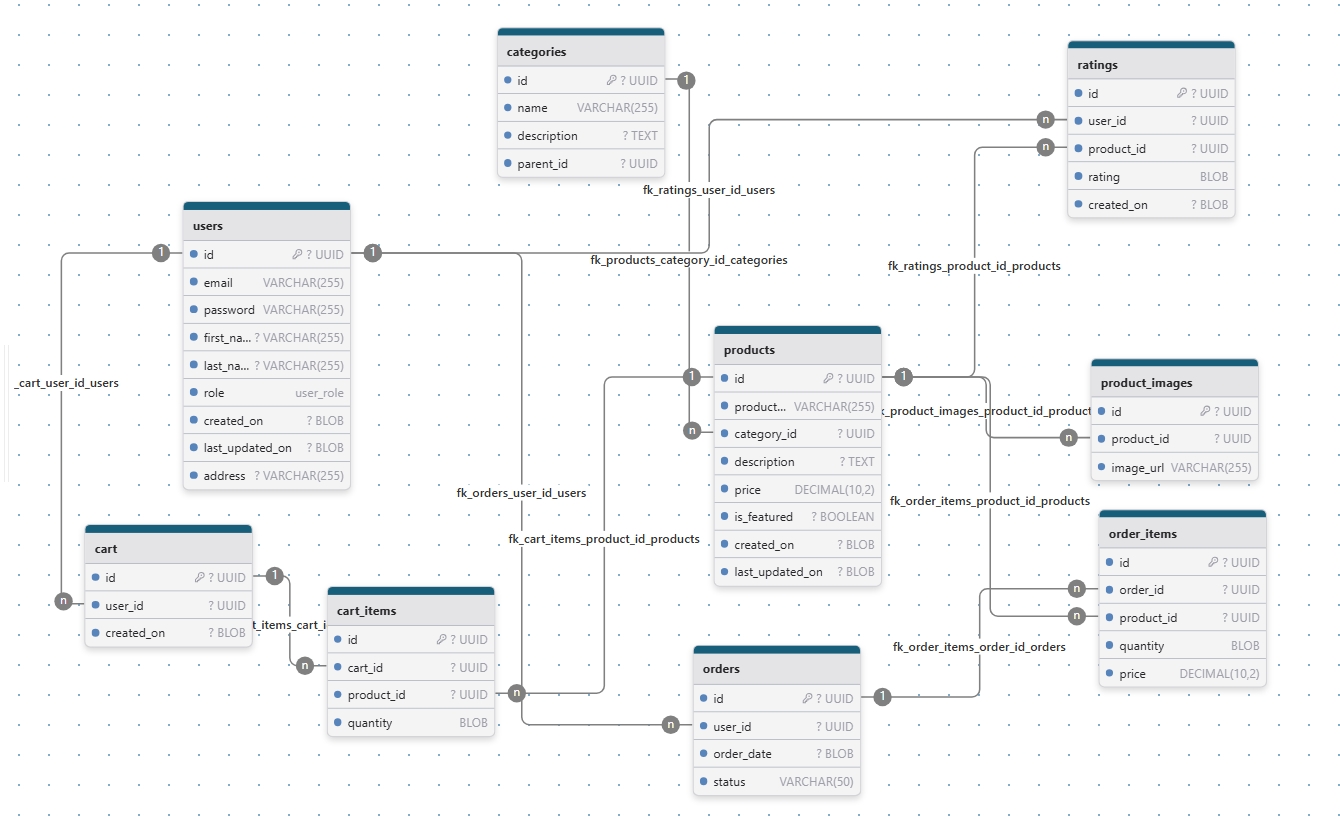 categories
id ? UUID
name VARCHAR(255)
description ? TEXT
parent_id ? UUID
ratings
id ? UUID
user_id ? UUID
product_id ? UUID
rating BLOB
created_on ? BLOB
1
n
n
fk_ratings_user_id_users
fk_products_category_id_categories
fk_ratings_product_id_products
users
id ? UUID
email VARCHAR(255)
password VARCHAR(255)
first_na... ? VARCHAR(255)
last_na... ? VARCHAR(255)
role user_role
created_on ? BLOB
last_updated_on ? BLOB
address ? VARCHAR(255)
1
1
_cart_user_id_users
products
id ? UUID
product... VARCHAR(255)
category_id ? UUID
description ? TEXT
price DECIMAL(10,2)
is_featured ? BOOLEAN
created_on ? BLOB
last_updated_on ? BLOB
1
n
1
k_product_images_product_id_product
product_images
id ? UUID
product_id ? UUID
image_url VARCHAR(255)
n
fk_orders_user_id_users
fk_cart_items_product_id_products
fk_order_items_product_id_products
cart
id ? UUID
user_id ? UUID
created_on ? BLOB
n
1
t_items_cart_i
n
cart_items
id ? UUID
cart_id ? UUID
product_id ? UUID
quantity BLOB
n
n
orders
id ? UUID
user_id ? UUID
order_date ? BLOB
status VARCHAR(50)
1
fk_order_items_order_id_orders
n
n
order_items
id ? UUID
order_id ? UUID
product_id ? UUID
quantity BLOB
price DECIMAL(10,2)